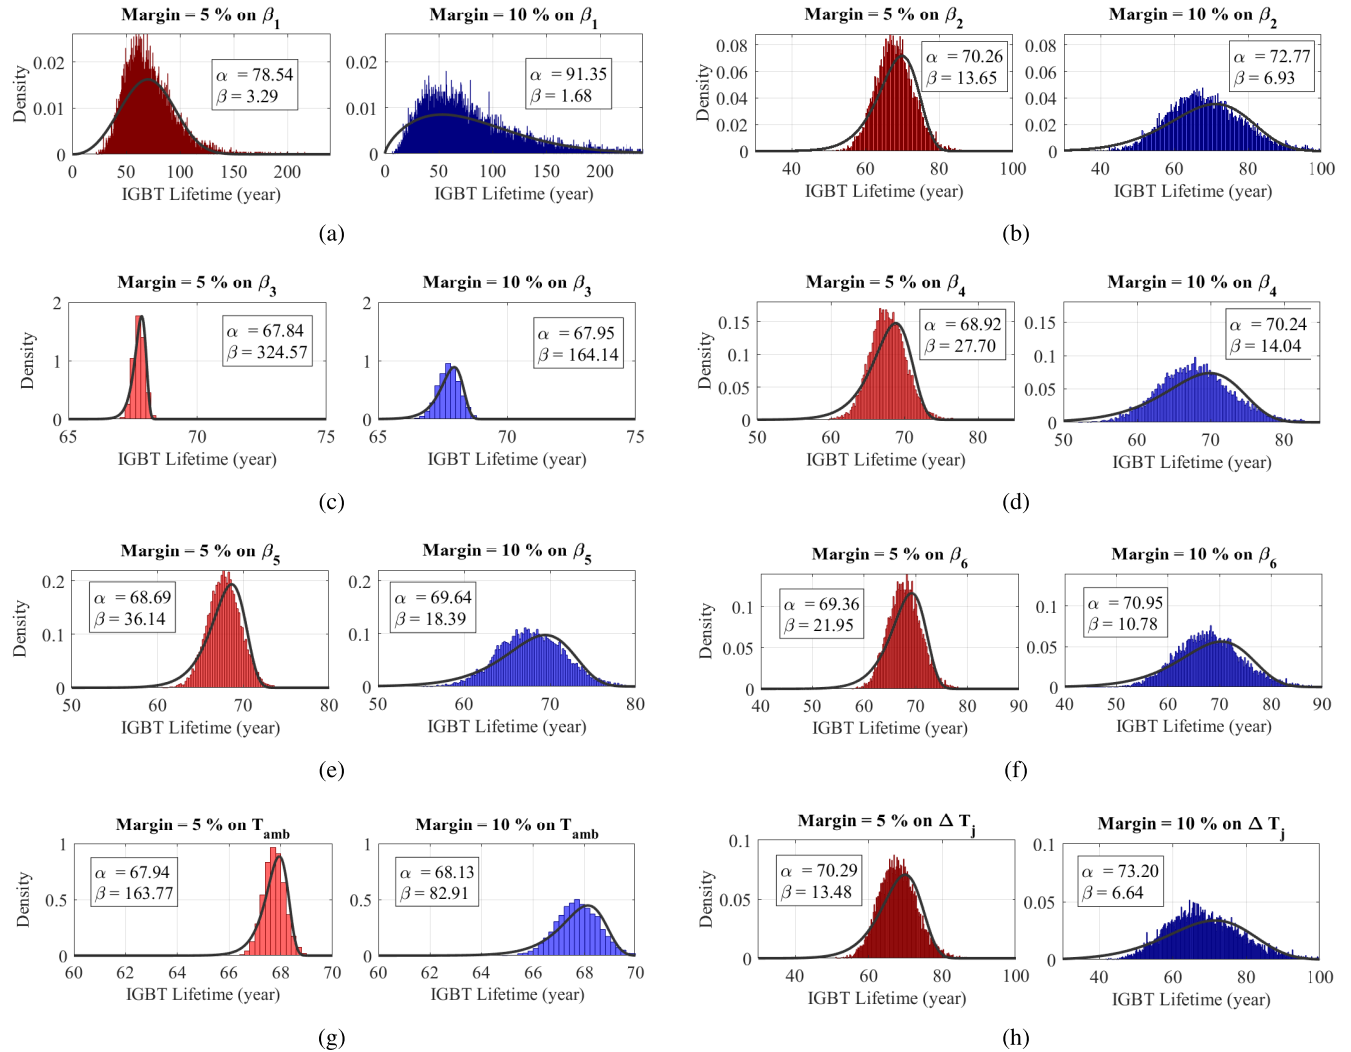 Margin = 5 % on β1
Margin = 10 % on β1
Density
0.02
0.01
0
α = 78.54
β = 3.29
0 50 100 150 200
IGBT Lifetime (year)
0.02
0.01
0
α = 91.35
β = 1.68
0 50 100 150 200
IGBT Lifetime (year)
(a)
Margin = 5 % on β2
Margin = 10 % on β2
Density
0.08
0.06
0.04
0.02
0
α = 70.26
β = 13.65
40 60 80 100
IGBT Lifetime (year)
0.08
0.06
0.04
0.02
0
α = 72.77
β = 6.93
40 60 80 100
IGBT Lifetime (year)
(b)
Margin = 5 % on β3
Margin = 10 % on β3
Density
2
1
0
α = 67.84
β = 324.57
65 70 75
IGBT Lifetime (year)
2
1
0
α = 67.95
β = 164.14
65 70 75
IGBT Lifetime (year)
(c)
Margin = 5 % on β4
Margin = 10 % on β4
Density
0.15
0.1
0.05
0
α = 68.92
β = 27.70
50 60 70 80
IGBT Lifetime (year)
0.15
0.1
0.05
0
α = 70.24
β = 14.04
50 60 70 80
IGBT Lifetime (year)
(d)
Margin = 5 % on β5
Margin = 10 % on β5
Density
0.2
0.1
0
α = 68.69
β = 36.14
50 60 70 80
IGBT Lifetime (year)
0.2
0.1
0
α = 69.64
β = 18.39
50 60 70 80
IGBT Lifetime (year)
(e)
Margin = 5 % on β6
Margin = 10 % on β6
Density
0.1
0.05
0
α = 69.36
β = 21.95
40 50 60 70 80 90
IGBT Lifetime (year)
0.1
0.05
0
α = 70.95
β = 10.78
40 50 60 70 80 90
IGBT Lifetime (year)
(f)
Margin = 5 % on Tamb
Margin = 10 % on Tamb
Density
1
0.5
0
α = 67.94
β = 163.77
60 62 64 66 68 70
IGBT Lifetime (year)
1
0.5
0
α = 68.13
β = 82.91
60 62 64 66 68 70
IGBT Lifetime (year)
(g)
Margin = 5 % on Δ Tj
Margin = 10 % on Δ Tj
Density
0.1
0.05
0
α = 70.29
β = 13.48
40 60 80 100
IGBT Lifetime (year)
0.1
0.05
0
α = 73.20
β = 6.64
40 60 80 100
IGBT Lifetime (year)
(h)